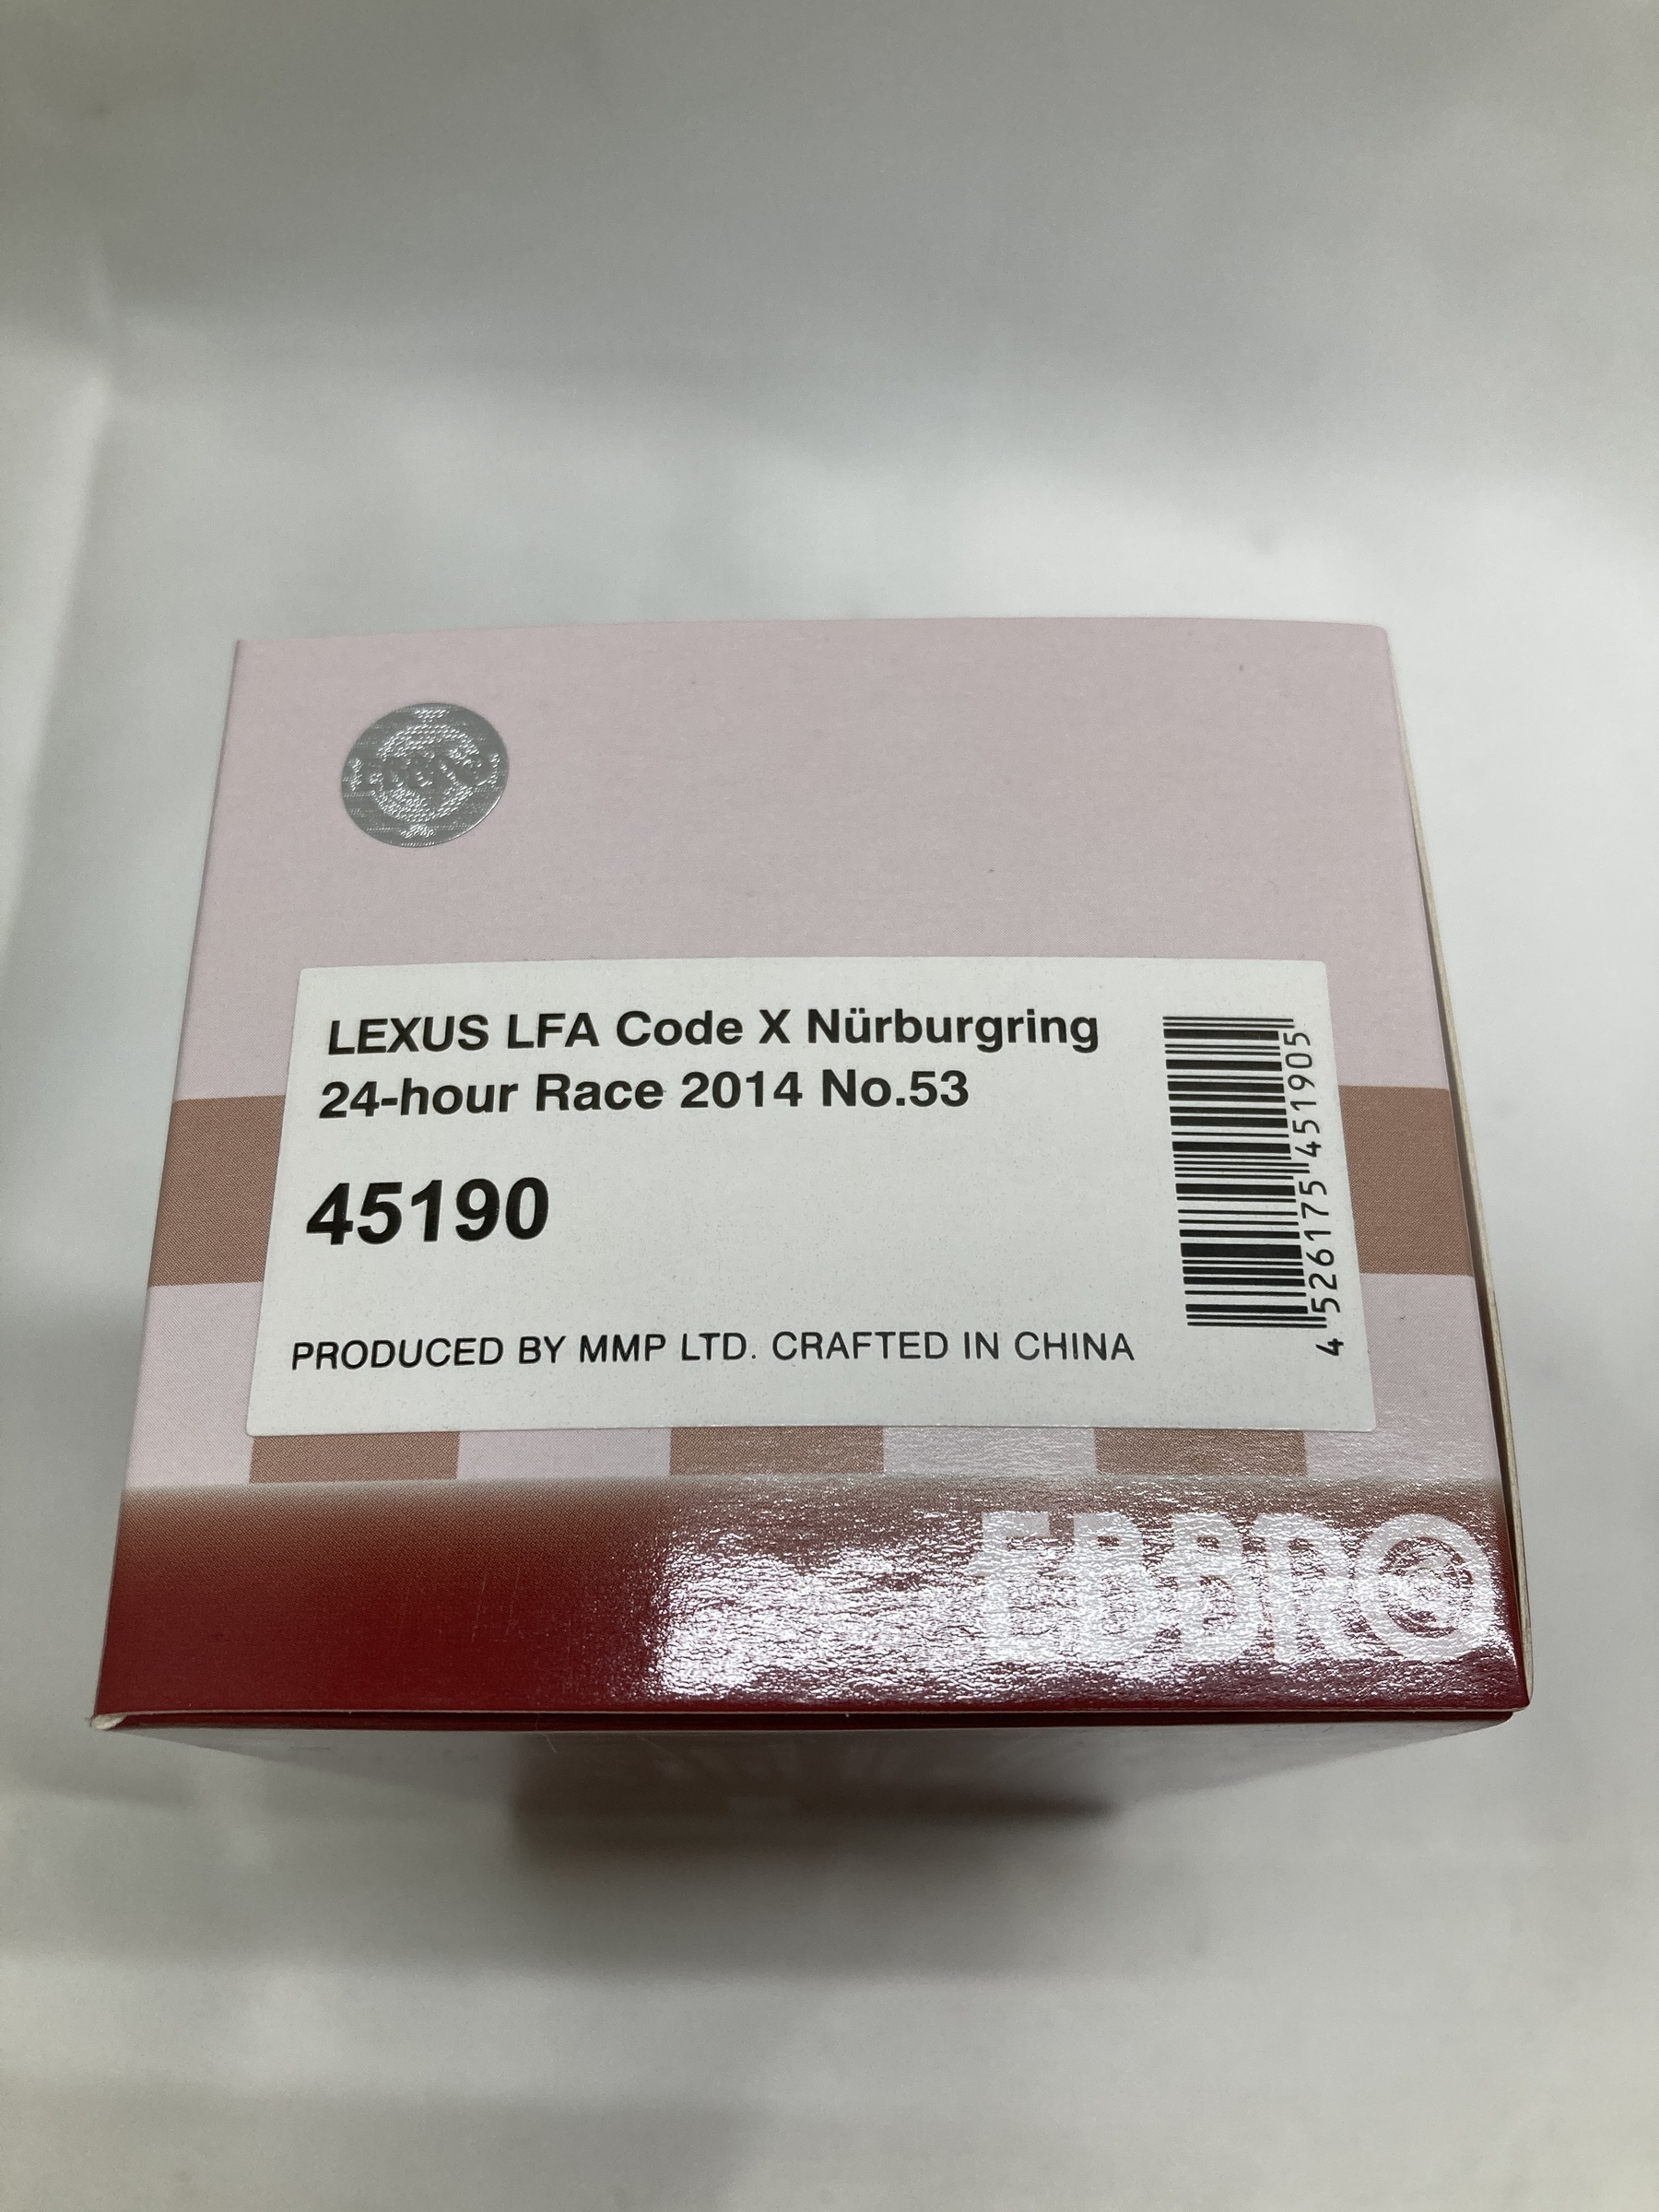 LEXUS LFA Code X Nürburgring
24-hour Race 2014 No.53
45190
PRODUCED BY MMP LTD. CRAFTED IN CHINA
4 526175 451905
EBBRO